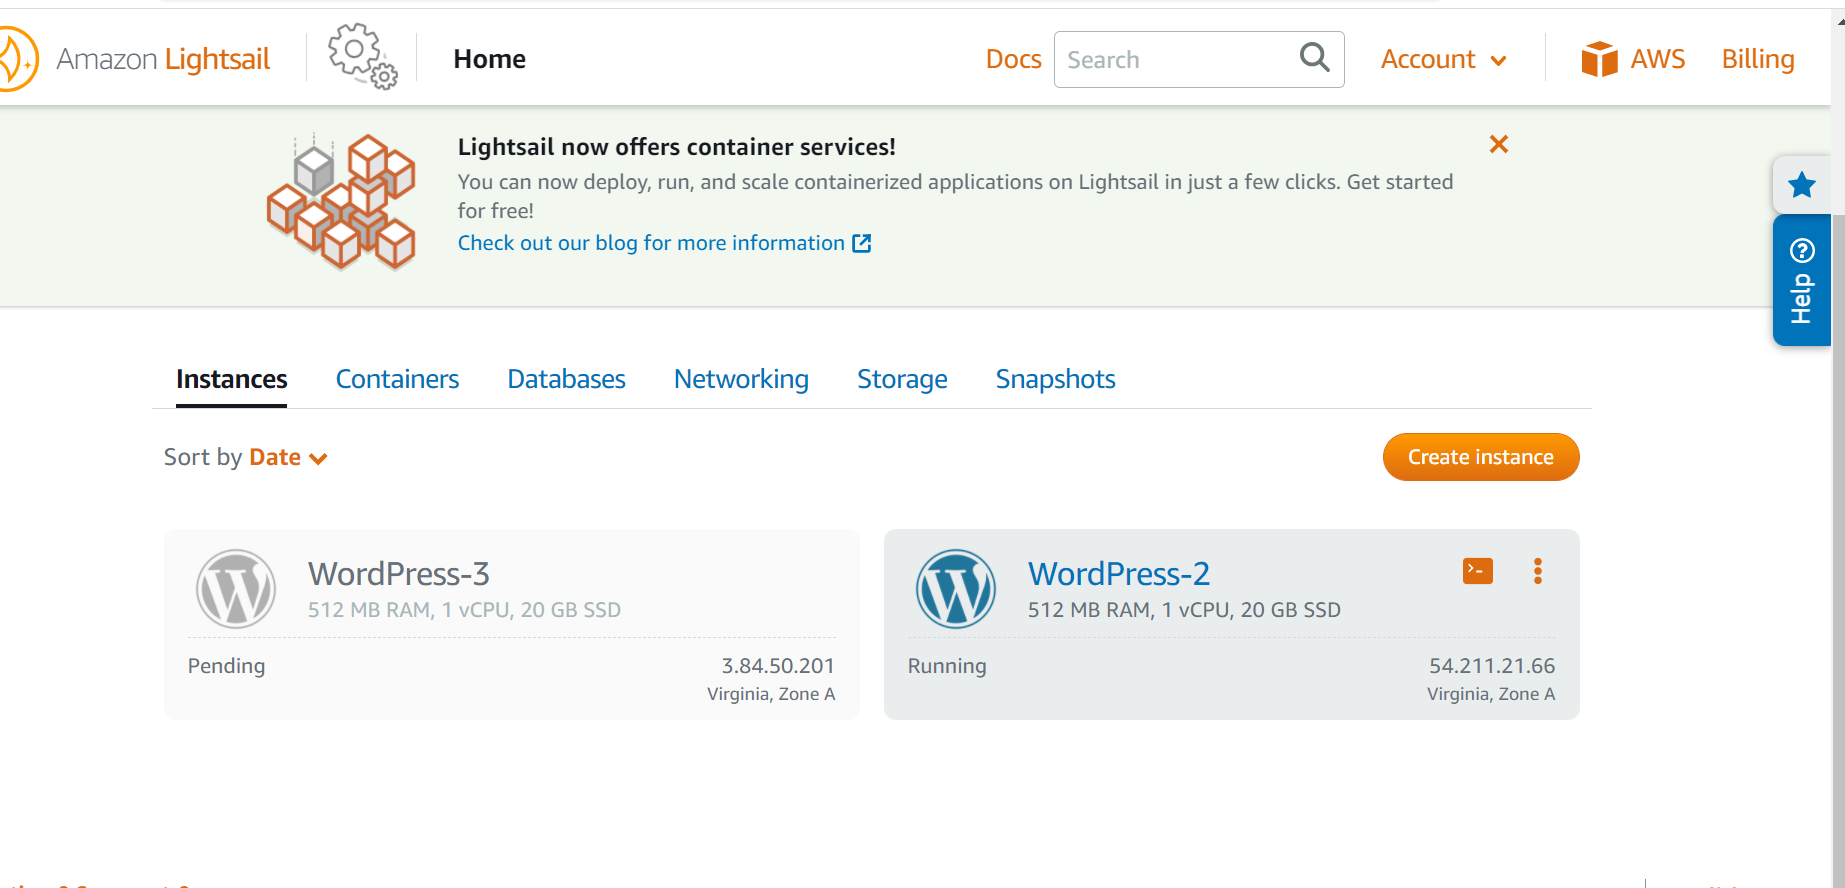 Amazon Lightsail
Home
Docs
Search
Account
AWS
Billing
Lightsail now offers container services!
You can now deploy, run, and scale containerized applications on Lightsail in just a few clicks. Get started
for free!
Check out our blog for more information
Help
Instances
Containers
Databases
Networking
Storage
Snapshots
Sort by Date
Create instance
WordPress-3
512 MB RAM, 1 vCPU, 20 GB SSD
Pending
3.84.50.201
Virginia, Zone A
WordPress-2
512 MB RAM, 1 vCPU, 20 GB SSD
Running
54.211.21.66
Virginia, Zone A